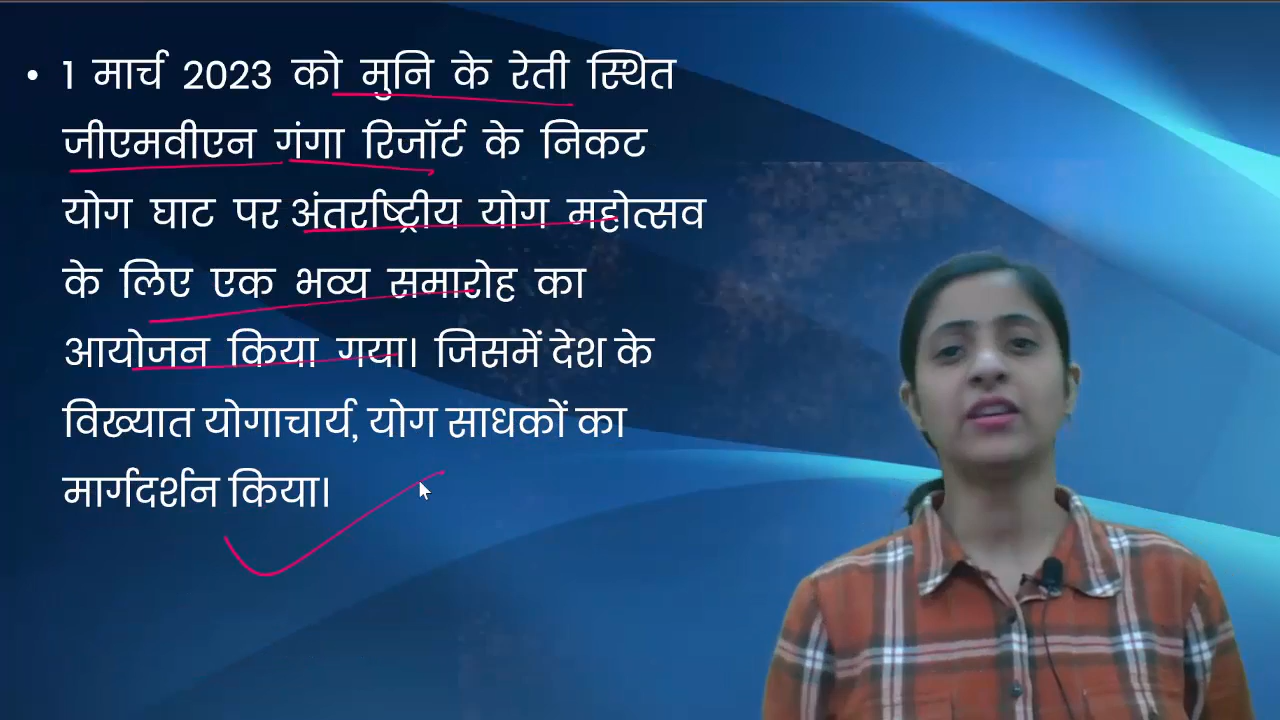 • 1 मार्च 2023 को मुनि के रेती स्थित
जीएमवीएन गंगा रिजॉर्ट के निकट
योग घाट पर अंतर्राष्ट्रीय योग महोत्सव
के लिए एक भव्य समारोह का
आयोजन किया गया। जिसमें देश के
विख्यात योगाचार्य, योग साधकों का
मार्गदर्शन किया।